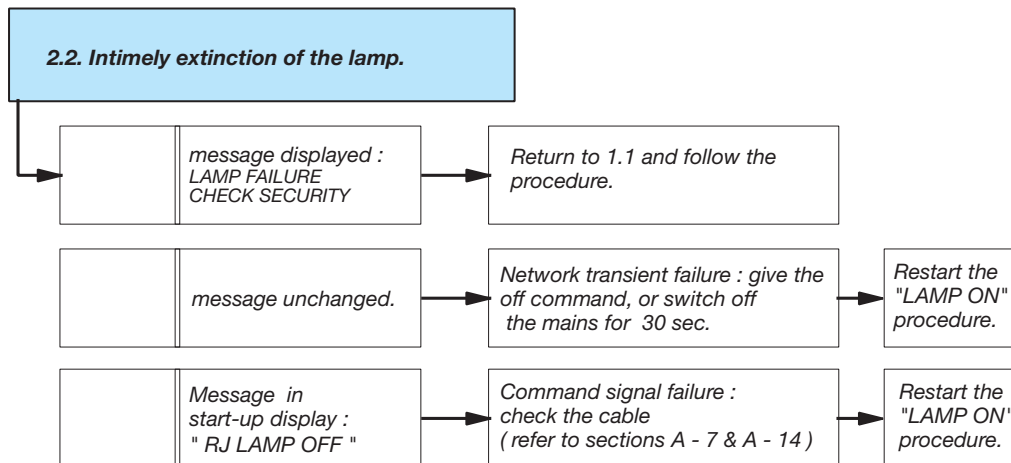 2.2. Intimely extinction of the lamp.
message displayed :
LAMP FAILURE
CHECK SECURITY
Return to 1.1 and follow the
procedure.
message unchanged.
Network transient failure : give the
off command, or switch off
the mains for 30 sec.
Restart the
"LAMP ON"
procedure.
Message in
start-up display :
" RJ LAMP OFF "
Command signal failure :
check the cable
( refer to sections A - 7 & A - 14 )
Restart the
"LAMP ON"
procedure.